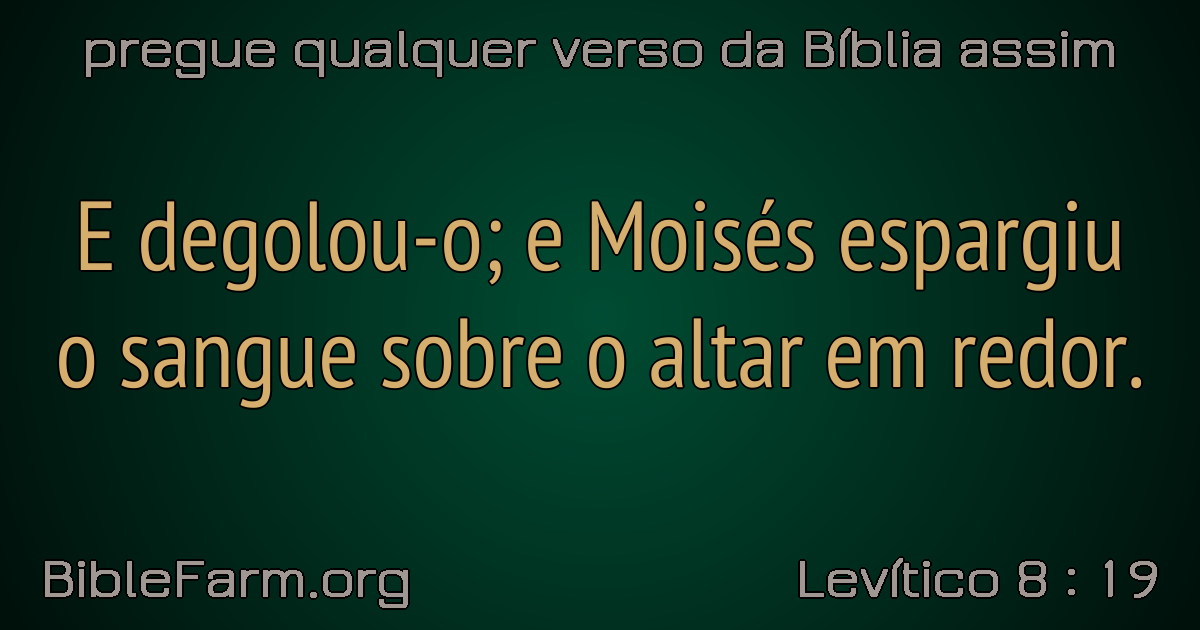 pregue qualquer verso da Bíblia assim
E degolou-o; e Moisés espargiu
o sangue sobre o altar em redor.
BibleFarm.org
Levítico 8 : 19